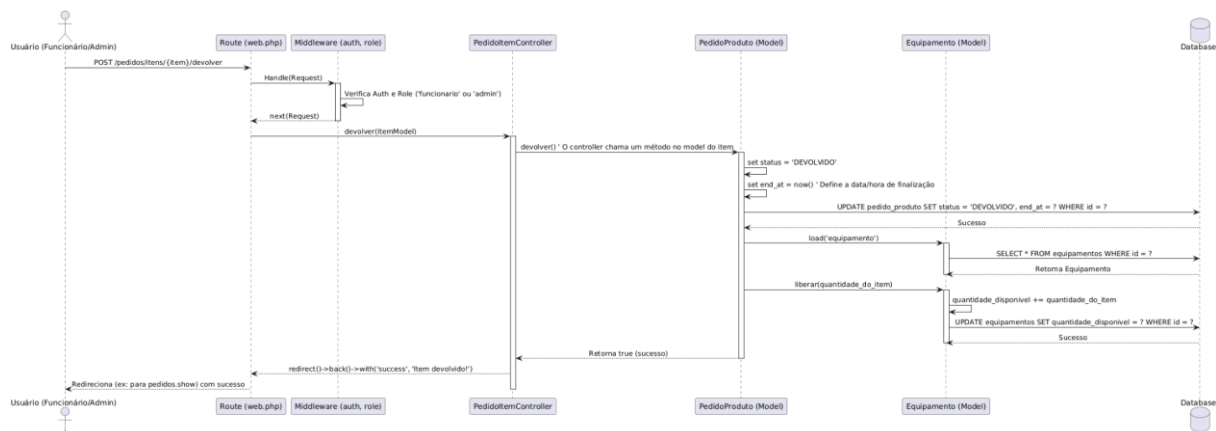 Usuário (Funcionário/Admin)
Route (web.php)
Middleware (auth, role)
PedidoItemController
PedidoProduto (Model)
Equipamento (Model)
Database
POST /pedidos/itens/{item}/devolver
Handle(Request)
Verifica Auth e Role ('funcionario' ou 'admin')
next(Request)
devolver(ItemModel)
devolver() ' O controller chama um método no model do item
set status = 'DEVOLVIDO'
set end_at = now() ' Define a data/hora de finalização
UPDATE pedido_produto SET status = 'DEVOLVIDO', end_at = ? WHERE id = ?
Sucesso
load('equipamento')
SELECT * FROM equipamentos WHERE id = ?
Retorna Equipamento
liberar(quantidade_do_item)
quantidade_disponivel += quantidade_do_item
UPDATE equipamentos SET quantidade_disponivel = ? WHERE id = ?
Sucesso
Retorna true (sucesso)
redirect()->back()->with('success', 'Item devolvido!')
Redireciona (ex: para pedidos.show) com sucesso
Usuário (Funcionário/Admin)
Route (web.php)
Middleware (auth, role)
PedidoItemController
PedidoProduto (Model)
Equipamento (Model)
Database